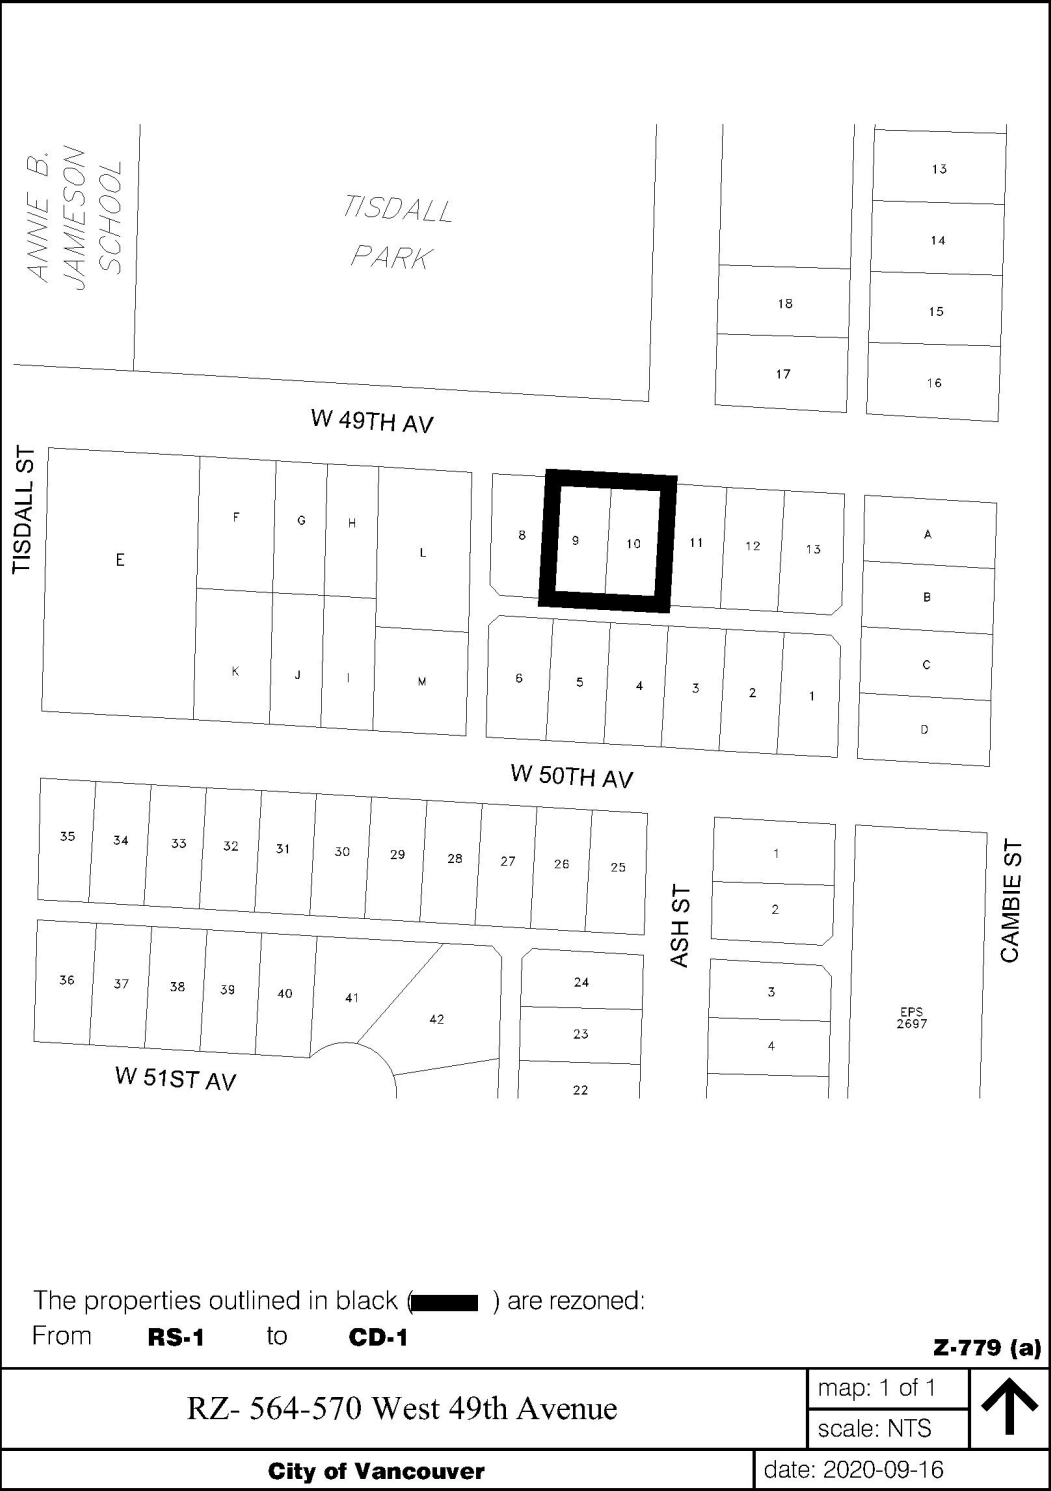 ANNIE B.
JAMIESON
SCHOOL
TISDALL
PARK
13
14
15
16
18
17
W 49TH AV
TISDALL ST
E
F
G
H
L
K
J
I
M
8
9
10
11
12
13
A
B
C
D
6
5
4
3
2
1
W 50TH AV
35
34
33
32
31
30
29
28
27
26
25
1
2
ASH ST
CAMBIE ST
36
37
38
39
40
41
42
24
23
22
3
4
EPS
2697
W 51ST AV
The properties outlined in black ( ) are rezoned:
From RS-1 to CD-1
Z-779 (a)
RZ- 564-570 West 49th Avenue
map: 1 of 1
scale: NTS
City of Vancouver
date: 2020-09-16